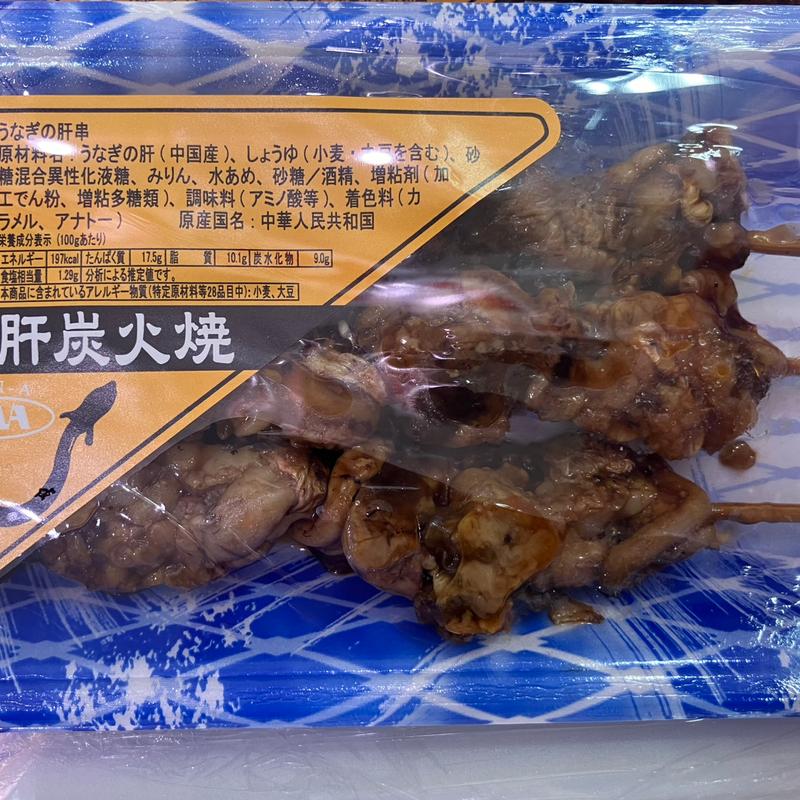 うなぎの肝串
原材料名:うなぎの肝(中国産)、しょうゆ(小麦・大豆を含む)、砂
糖混合異性化液糖、みりん、水あめ、砂糖/酒精、増粘剤(加
工でん粉、増粘多糖類)、調味料(アミノ酸等)、着色料(カ
ラメル、アナトー) 原産国名:中華人民共和国
栄養成分表示(100gあたり)
エネルギー 197kcal たんぱく質 17.5g 脂質 10.1g 炭水化物 9.0g
食塩相当量 1.29g 分析による推定値です。
本商品に含まれているアレルギー物質(特定原材料等28品目中):小麦、大豆
肝炭火焼